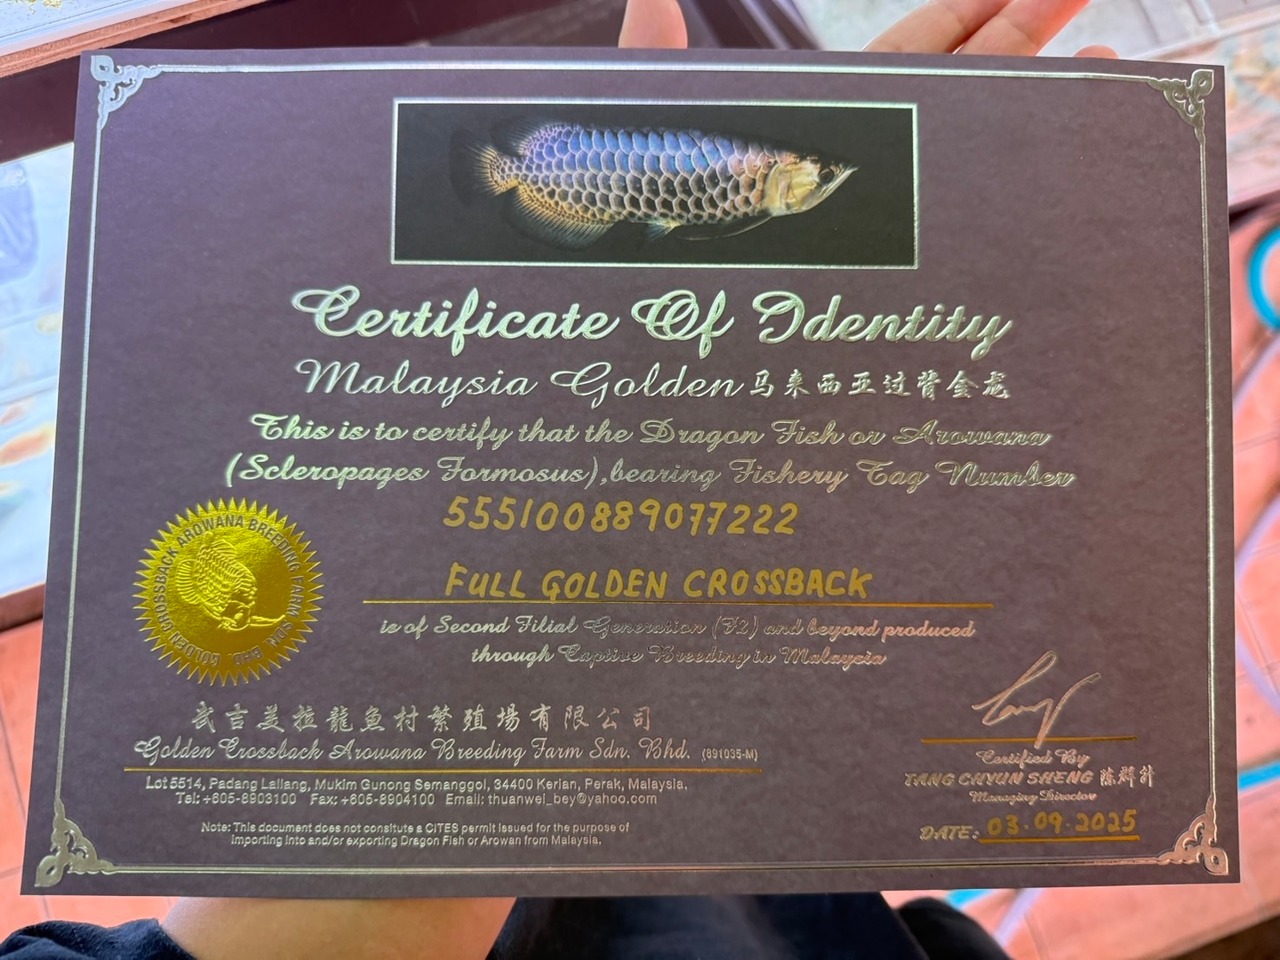 Certificate Of Identity
Malaysia Golden 马来西亚过背金龙
This is to certify that the Dragon Fish or Arowana
(Scleropages Formosus), bearing Fishery Tag Number
555100889077222
FULL GOLDEN CROSSBACK
is of Second Filial Generation (F2) and beyond produced
through Captive Breeding in Malaysia
GOLDEN CROSSBACK AROWANA BREEDING FARM SDN. BHD
武吉美拉龍魚村繁殖場有限公司
Golden Crossback Arowana Breeding Farm Sdn. Bhd. (891035-M)
Lot 5514, Padang Lallang, Mukim Gunong Semanggol, 34400 Kerian, Perak, Malaysia.
Tel: +605-8903100 Fax: +605-8904100 Email: thuanwei_bey@yahoo.com
Note: This document does not consitute a CITES permit issued for the purpose of
importing into and/or exporting Dragon Fish or Arowan from Malaysia.
Certified By
TANG CHYUN SHENG 陈群升
Managing Director
DATE: 03.09.2025